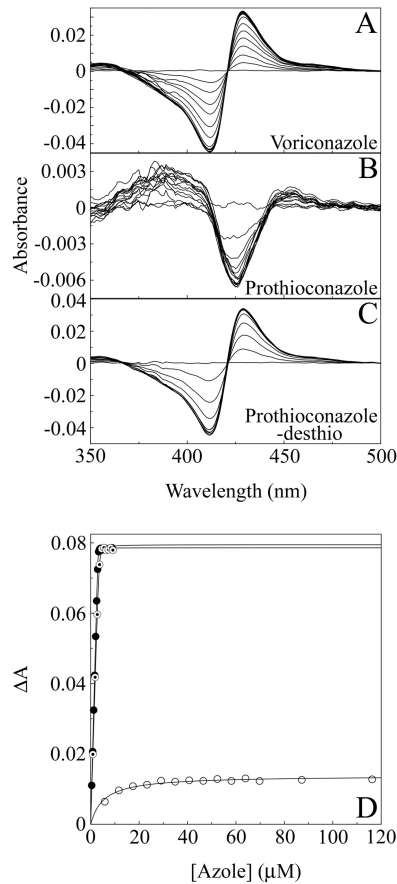 0.02
0
-0.02
-0.04
A
Voriconazole
0.003
0
-0.003
-0.006
B
Prothioconazole
Absorbance
0.04
0.02
0
-0.02
-0.04
C
Prothioconazole
-desthio
350 400 450 500
Wavelength (nm)
0.08
0.06
0.04
0.02
0
ΔA
D
0 20 40 60 80 100 120
[Azole] (µM)